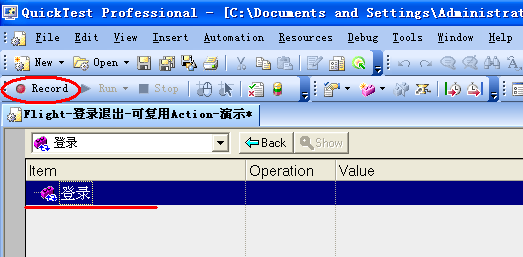 QuickTest Professional - [C:\Documents and Settings\Administrat
File Edit View Insert Automation Resources Debug Tools Window Help
New Open
Record Run Stop
Flight-登录退出-可复用Action-演示*
登录 Back Show
Item Operation Value
登录